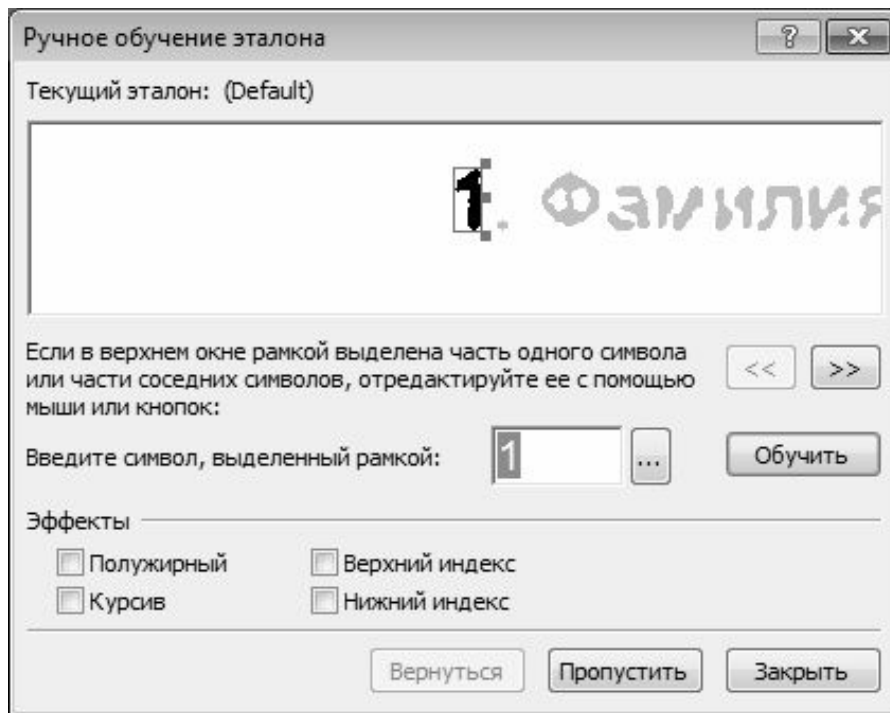 Ручное обучение эталона
Текущий эталон: (Default)
1. Фамилия
Если в верхнем окне рамкой выделена часть одного символа
или части соседних символов, отредактируйте ее с помощью
мыши или кнопок:
<< >>
Введите символ, выделенный рамкой: 1 ... Обучить
Эффекты
Полужирный Верхний индекс
Курсив Нижний индекс
Вернуться Пропустить Закрыть